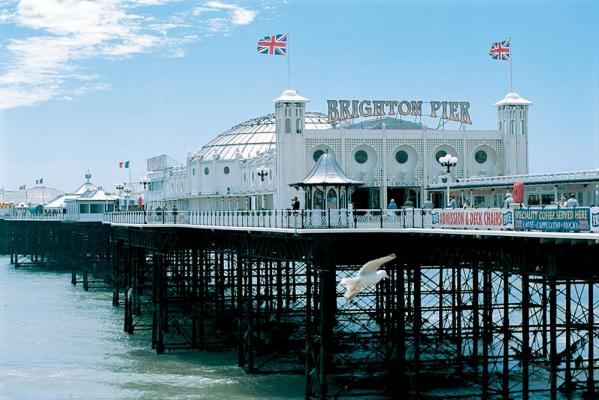 BRIGHTON PIER
ADMISSION & DECK CHAIRS
SPECIALITY COFFEE SERVED HERE